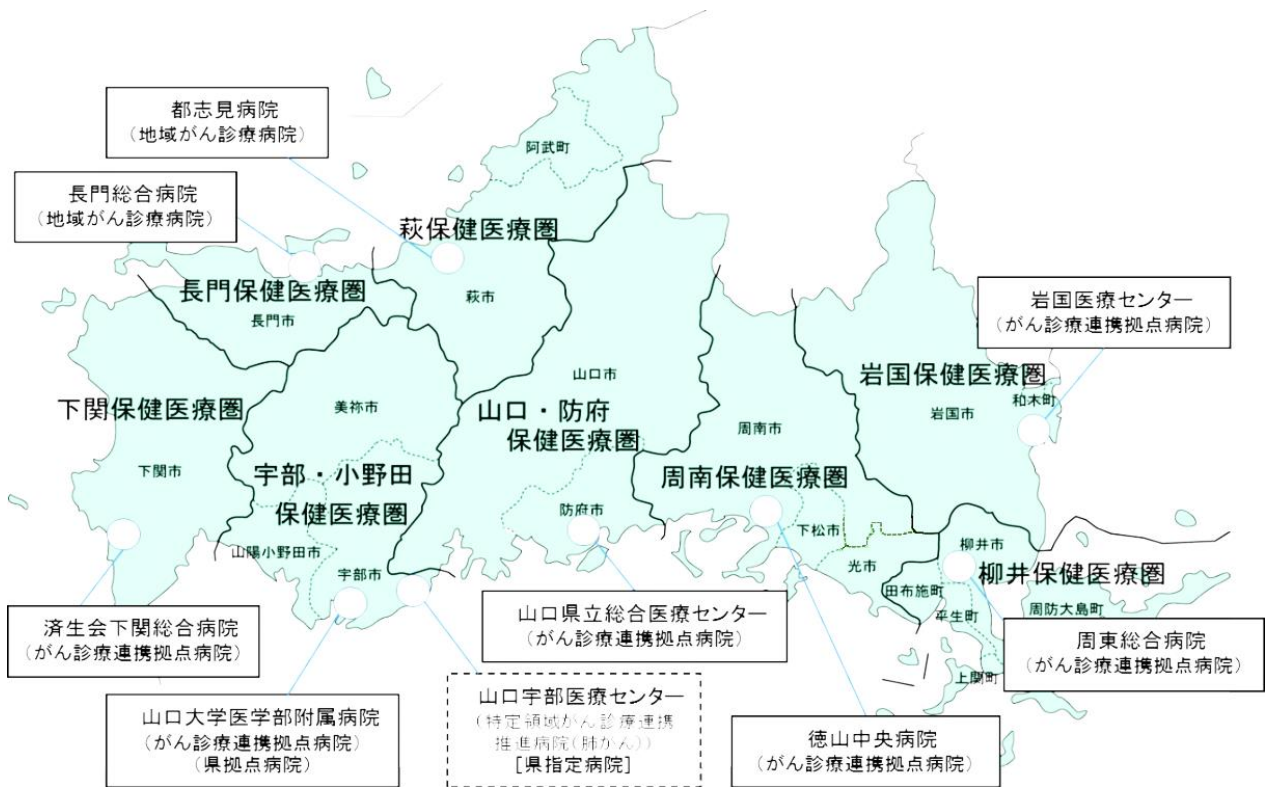 都志見病院
（地域がん診療病院）
長門総合病院
（地域がん診療病院）
阿武町
萩保健医療圏
萩市
長門保健医療圏
長門市
岩国医療センター
（がん診療連携拠点病院）
岩国保健医療圏
和木町
岩国市
下関保健医療圏
下関市
美祢市
宇部・小野田
保健医療圏
山陽小野田市
宇部市
山口市
山口・防府
保健医療圏
防府市
周南市
周南保健医療圏
下松市
光市
柳井市
柳井保健医療圏
田布施町
平生町
周防大島町
上関町
済生会下関総合病院
（がん診療連携拠点病院）
山口県立総合医療センター
（がん診療連携拠点病院）
周東総合病院
（がん診療連携拠点病院）
山口大学医学部附属病院
（がん診療連携拠点病院）
（県拠点病院）
山口宇部医療センター
（特定領域がん診療連携
推進病院（肺がん））
［県指定病院］
徳山中央病院
（がん診療連携拠点病院）